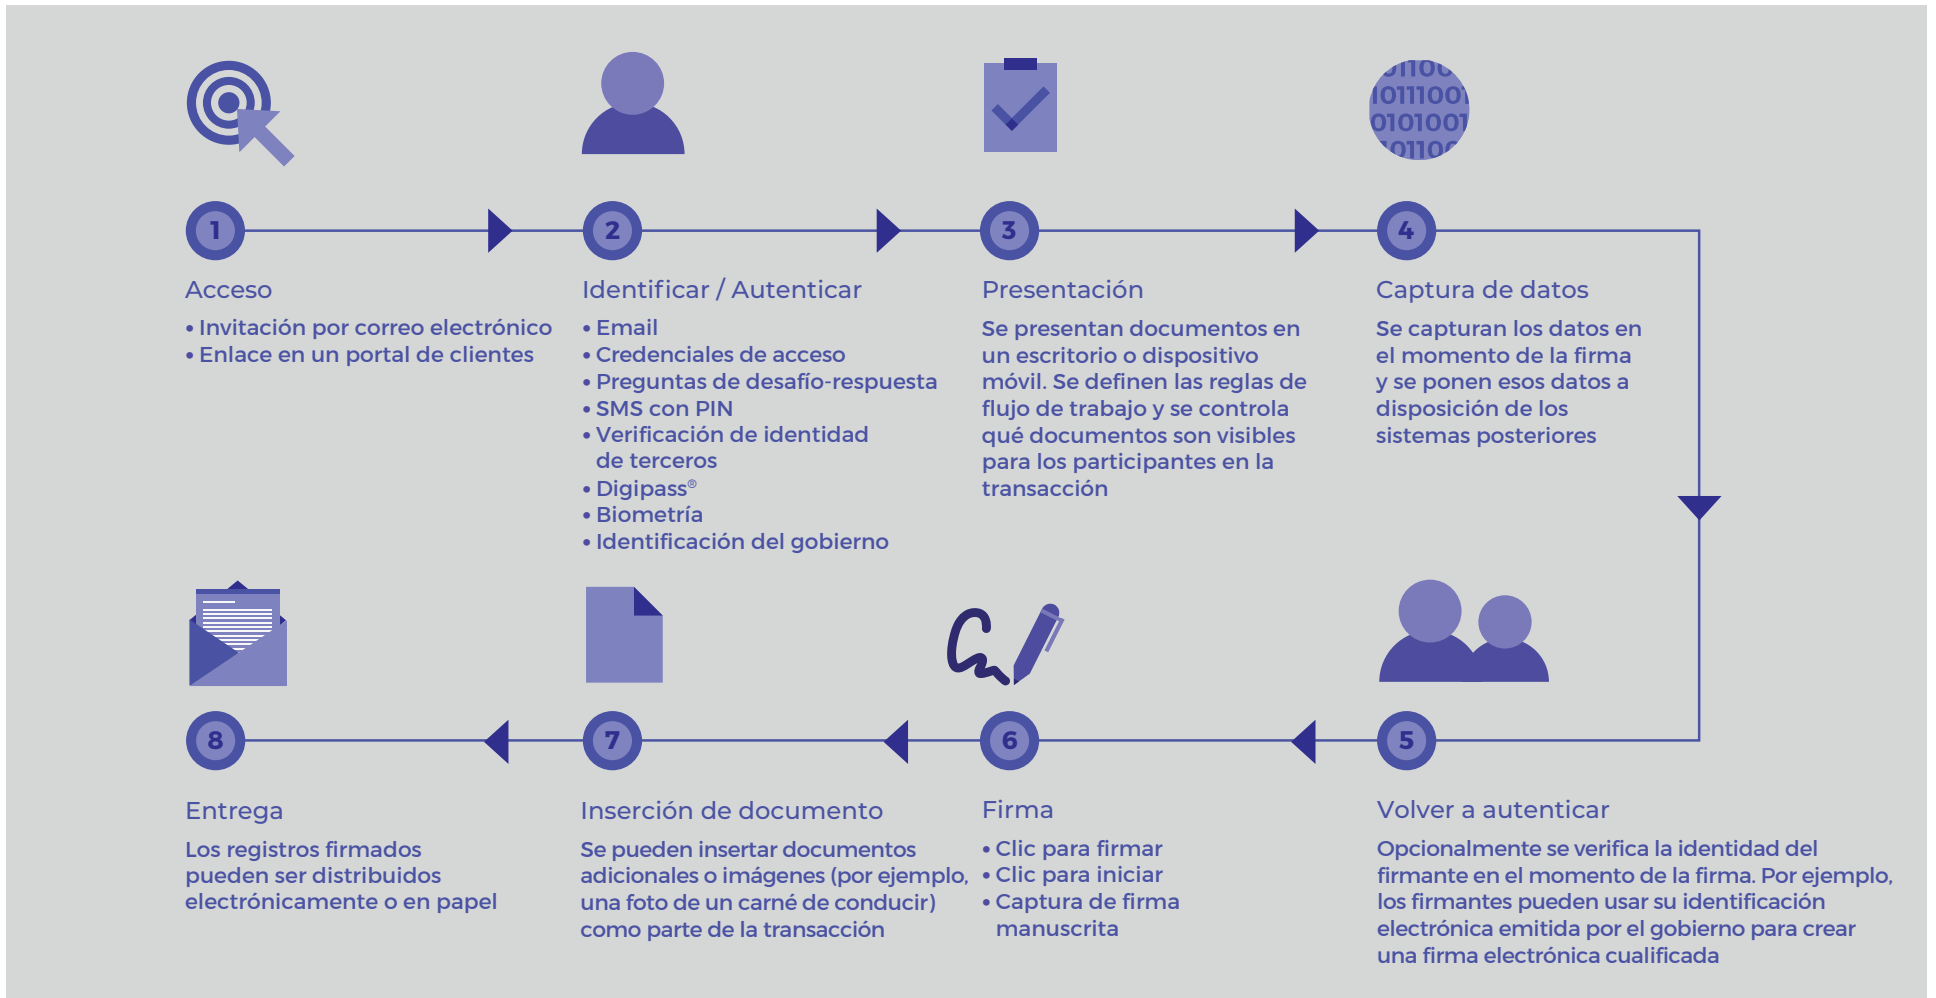 1
Acceso
• Invitación por correo electrónico
• Enlace en un portal de clientes
2
Identificar / Autenticar
• Email
• Credenciales de acceso
• Preguntas de desafío-respuesta
• SMS con PIN
• Verificación de identidad
de terceros
• Digipass®
• Biometría
• Identificación del gobierno
3
Presentación
Se presentan documentos en
un escritorio o dispositivo
móvil. Se definen las reglas de
flujo de trabajo y se controla
qué documentos son visibles
para los participantes en la
transacción
01100
10111001
0101001
01100
4
Captura de datos
Se capturan los datos en
el momento de la firma
y se ponen esos datos a
disposición de los
sistemas posteriores
5
Volver a autenticar
Opcionalmente se verifica la identidad del
firmante en el momento de la firma. Por ejemplo,
los firmantes pueden usar su identificación
electrónica emitida por el gobierno para crear
una firma electrónica cualificada
6
Firma
• Clic para firmar
• Clic para iniciar
• Captura de firma
manuscrita
7
Inserción de documento
Se pueden insertar documentos
adicionales o imágenes (por ejemplo,
una foto de un carné de conducir)
como parte de la transacción
8
Entrega
Los registros firmados
pueden ser distribuidos
electrónicamente o en papel